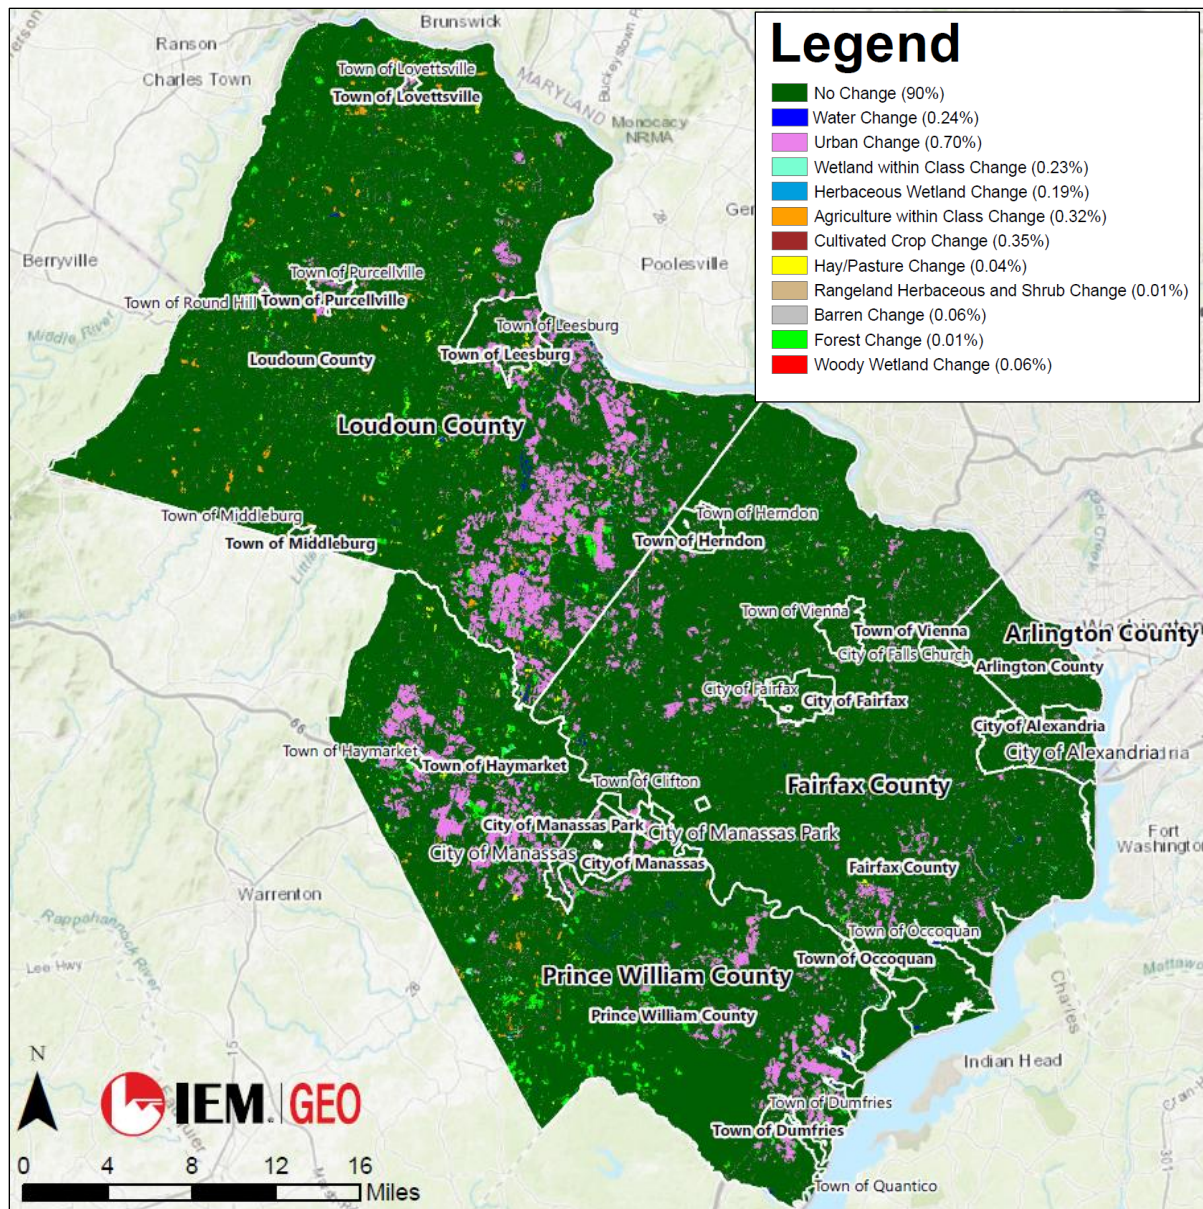 Legend
No Change (90%)
Water Change (0.24%)
Urban Change (0.70%)
Wetland within Class Change (0.23%)
Herbaceous Wetland Change (0.19%)
Agriculture within Class Change (0.32%)
Cultivated Crop Change (0.35%)
Hay/Pasture Change (0.04%)
Rangeland Herbaceous and Shrub Change (0.01%)
Barren Change (0.06%)
Forest Change (0.01%)
Woody Wetland Change (0.06%)
Brunswick
Ranson
Charles Town
Town of Lovettsville
Town of Lovettsville
MARYLAND
Monocacy
NRMA
Berryville
Poolesville
Town of Purcellville
Town of Round Hill
Town of Purcellville
Middle River
Town of Leesburg
Town of Leesburg
Loudoun County
Loudoun County
28
Town of Middleburg
Town of Middleburg
Town of Herndon
Town of Herndon
Town of Vienna
Town of Vienna
City of Falls Church
Arlington County
Arlington County
City of Fairfax
City of Fairfax
City of Alexandria
City of Alexandria
66
Town of Haymarket
Town of Haymarket
Town of Clifton
Fairfax County
City of Manassas Park
City of Manassas Park
City of Manassas
City of Manassas
Fort
Washington
Fairfax County
Warrenton
Rappahannock River
Lee Hwy
Town of Occoquan
Town of Occoquan
Prince William County
Prince William County
Charles
Indian Head
15
301
Town of Dumfries
Town of Dumfries
Town of Quantico
N
IEM GEO
0 4 8 12 16
Miles